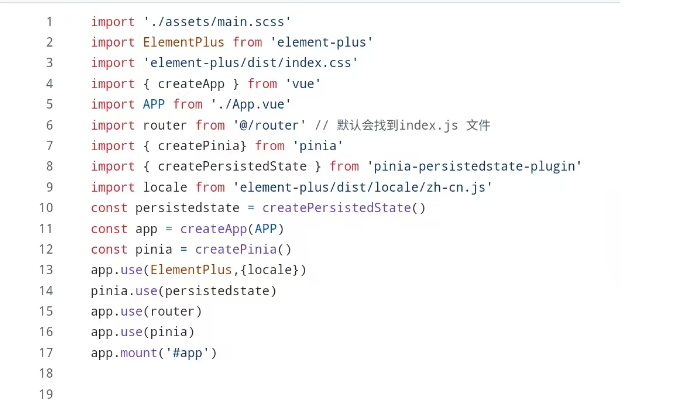 1 import './assets/main.scss'
2 import ElementPlus from 'element-plus'
3 import 'element-plus/dist/index.css'
4 import { createApp } from 'vue'
5 import APP from './App.vue'
6 import router from '@/router' // 默认会找到index.js 文件
7 import { createPinia} from 'pinia'
8 import { createPersistedState } from 'pinia-persistedstate-plugin'
9 import locale from 'element-plus/dist/locale/zh-cn.js'
10 const persistedstate = createPersistedState()
11 const app = createApp(APP)
12 const pinia = createPinia()
13 app.use(ElementPlus,{locale})
14 pinia.use(persistedstate)
15 app.use(router)
16 app.use(pinia)
17 app.mount('#app')
18
19